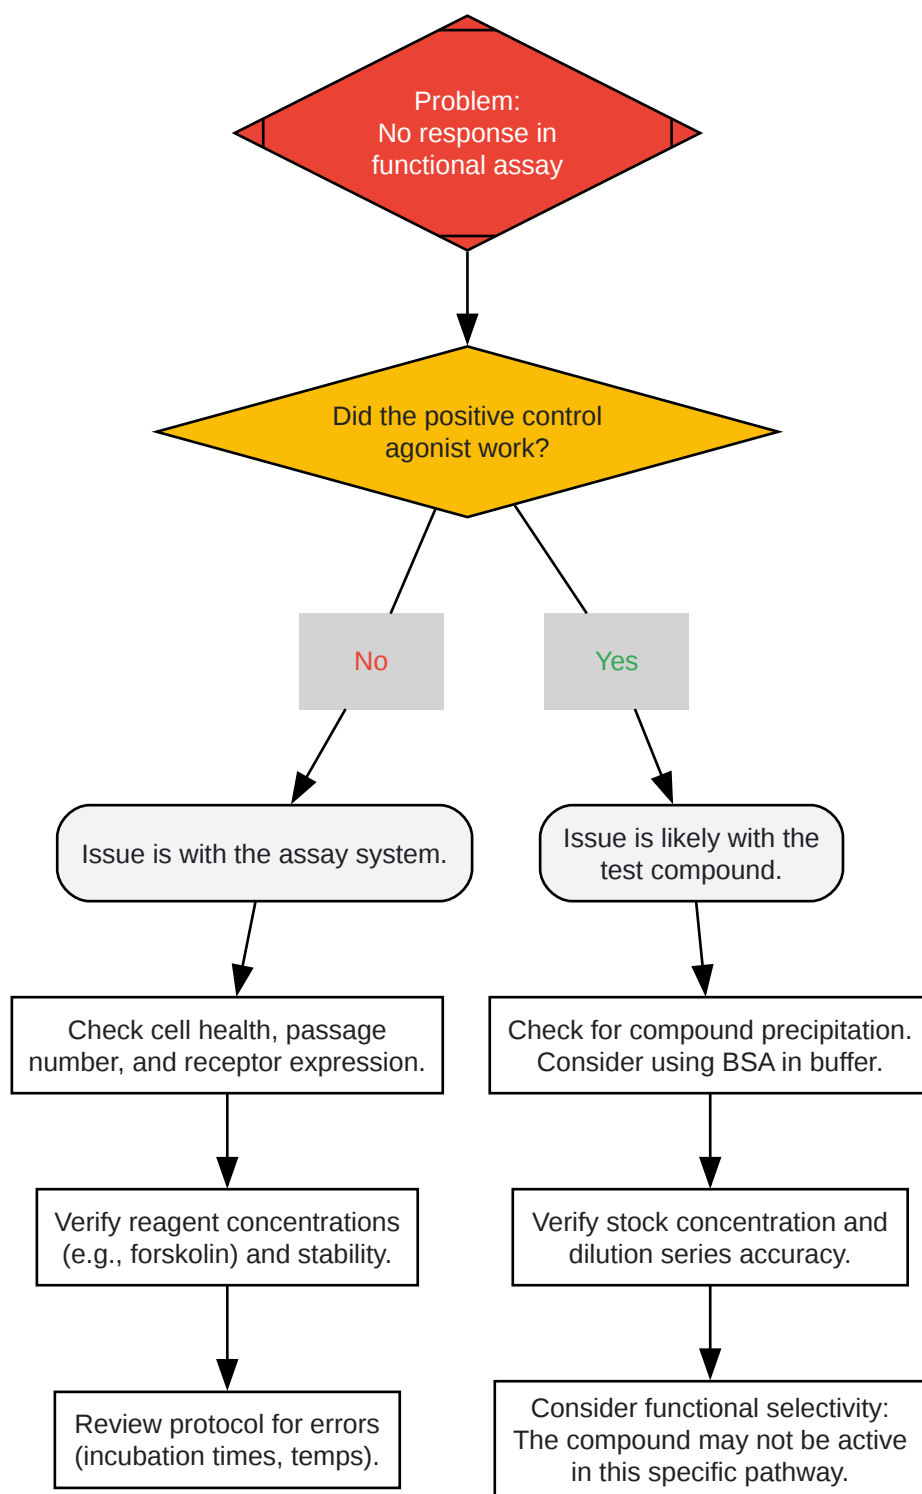 Problem:
No response in
functional assay
Did the positive control
agonist work?
No
Yes
Issue is with the assay system.
Issue is likely with the
test compound.
Check cell health, passage
number, and receptor expression.
Check for compound precipitation.
Consider using BSA in buffer.
Verify reagent concentrations
(e.g., forskolin) and stability.
Verify stock concentration and
dilution series accuracy.
Review protocol for errors
(incubation times, temps).
Consider functional selectivity:
The compound may not be active
in this specific pathway.